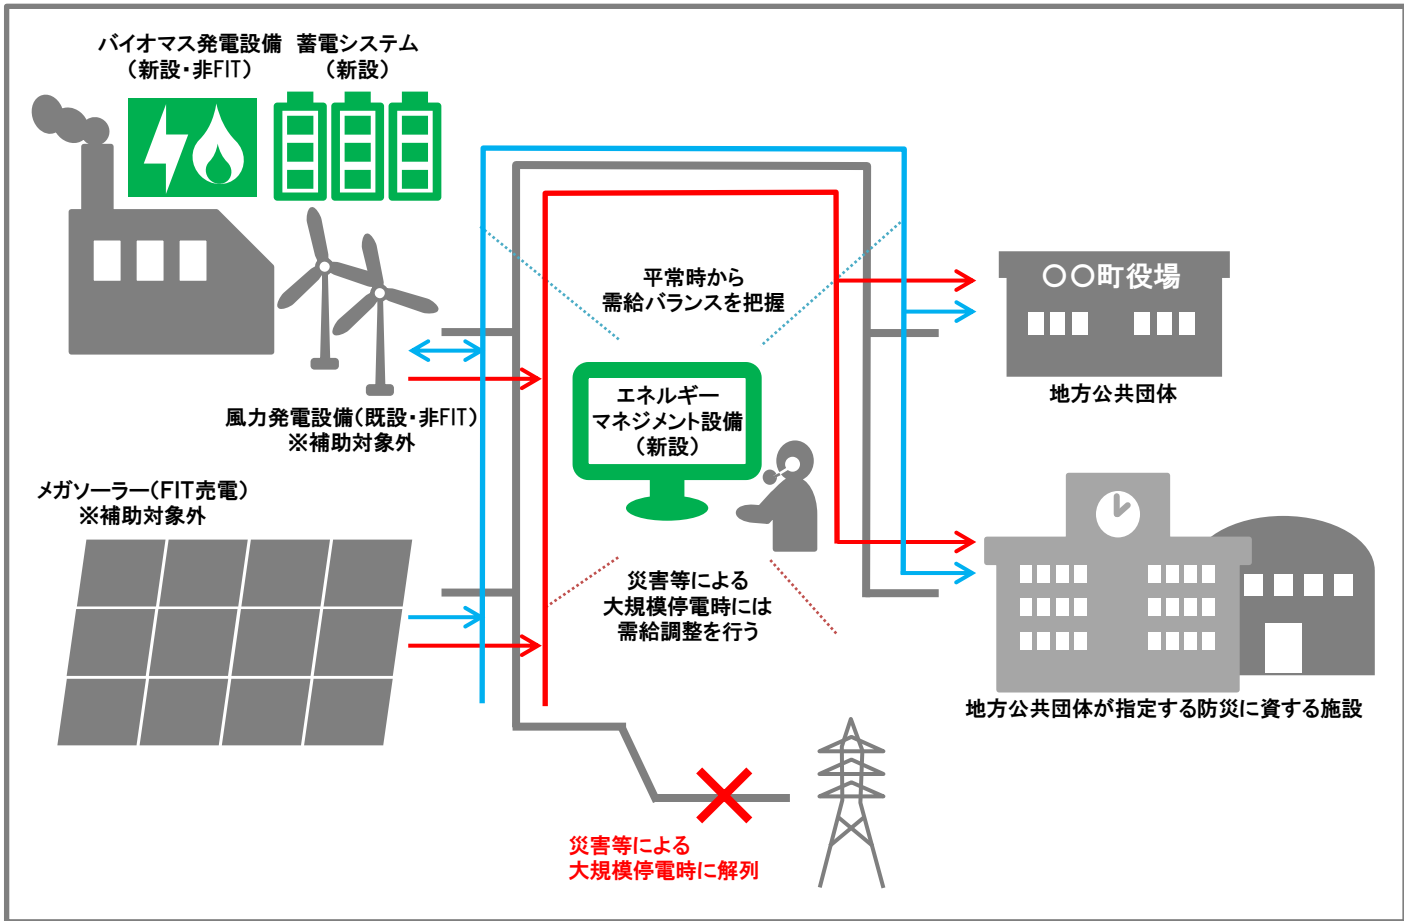 バイオマス発電設備
（新設・非FIT）
蓄電システム
（新設）
平常時から
需給バランスを把握
〇〇町役場
地方公共団体
エネルギー
マネジメント設備
（新設）
風力発電設備（既設・非FIT）
※補助対象外
メガソーラー（FIT売電）
※補助対象外
災害等による
大規模停電時には
需給調整を行う
地方公共団体が指定する防災に資する施設
災害等による
大規模停電時に解列